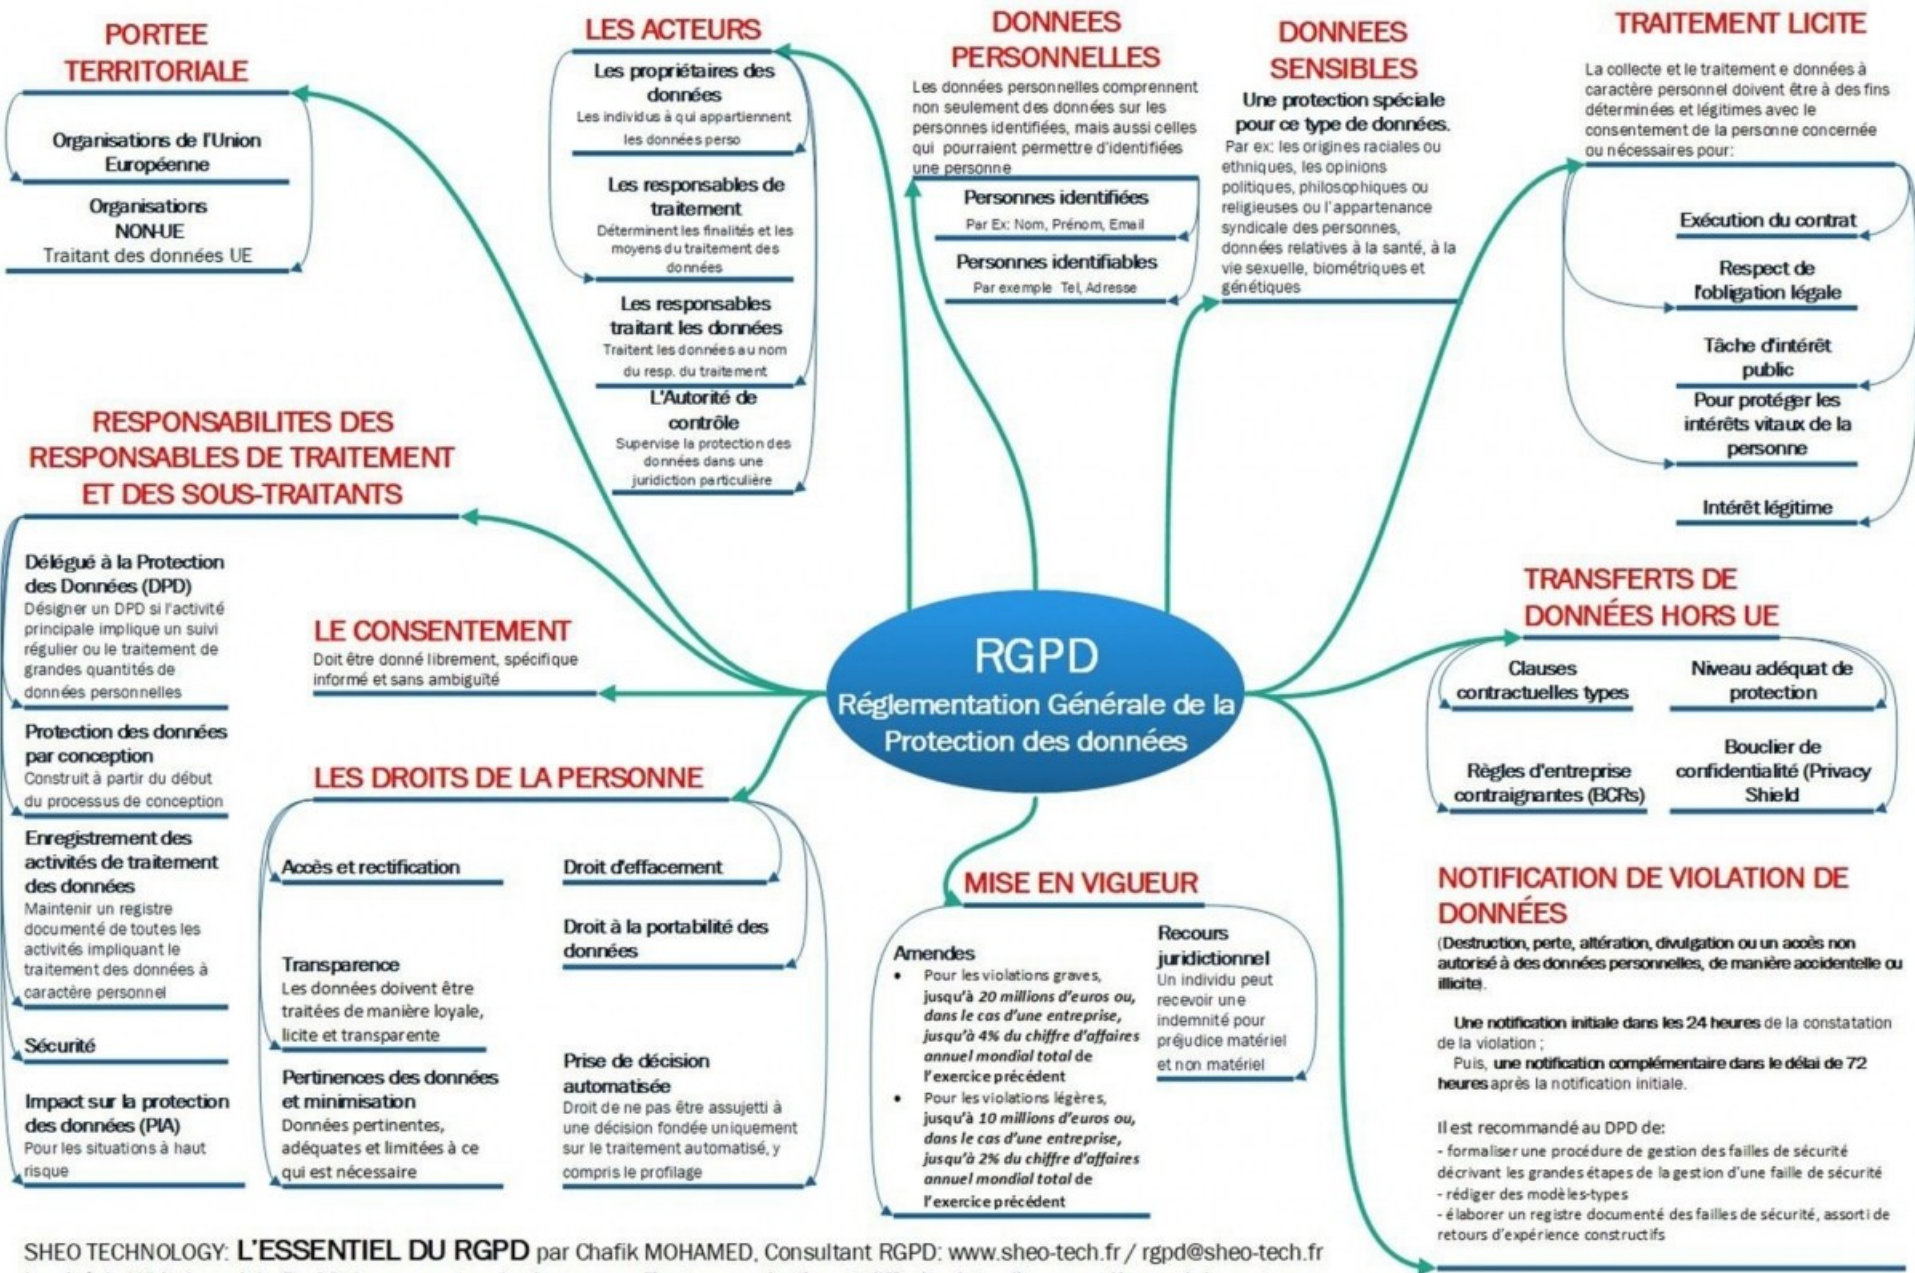 PORTEE
TERRITORIALE
Organisations de l'Union
Européenne
Organisations
NON-UE
Traitant des données UE
LES ACTEURS
Les propriétaires des
données
Les individus à qui appartiennent
les données perso
Les responsables de
traitement
Déterminent les finalités et les
moyens du traitement des
données
Les responsables
traitant les données
Traitent les données au nom
du resp. du traitement
L'Autorité de
contrôle
Supervise la protection des
données dans une
juridiction particulière
DONNEES
PERSONNELLES
Les données personnelles comprennent
non seulement des données sur les
personnes identifiées, mais aussi celles
qui pourraient permettre d'identifiées
une personne
Personnes identifiées
Par Ex: Nom, Prénom, Email
Personnes identifiables
Par exemple Tel, Adresse
DONNEES
SENSIBLES
Une protection spéciale
pour ce type de données.
Par ex: les origines raciales ou
ethniques, les opinions
politiques, philosophiques ou
religieuses ou l'appartenance
syndicale des personnes,
données relatives à la santé, à la
vie sexuelle, biométriques et
génétiques
TRAITEMENT LICITE
La collecte et le traitement e données à
caractère personnel doivent être à des fins
déterminées et légitimes avec le
consentement de la personne concernée
ou nécessaires pour:
Exécution du contrat
Respect de
l'obligation légale
Tâche d'intérêt
public
Pour protéger les
intérêts vitaux de la
personne
Intérêt légitime
RESPONSABILITES DES
RESPONSABLES DE TRAITEMENT
ET DES SOUS-TRAITANTS
Délégué à la Protection
des Données (DPD)
Désigner un DPD si l'activité
principale implique un suivi
régulier ou le traitement de
grandes quantités de
données personnelles
Protection des données
par conception
Construit à partir du début
du processus de conception
Enregistrement des
activités de traitement
des données
Maintenir un registre
documenté de toutes les
activités impliquant le
traitement des données à
caractère personnel
Sécurité
Impact sur la protection
des données (PIA)
Pour les situations à haut
risque
LE CONSENTEMENT
Doit être donné librement, spécifique
informé et sans ambiguïté
RGPD
Réglementation Générale de la
Protection des données
LES DROITS DE LA PERSONNE
Accès et rectification
Transparence
Les données doivent être
traitées de manière loyale,
licite et transparente
Pertinences des données
et minimisation
Données pertinentes,
adéquates et limitées à ce
qui est nécessaire
Droit d'effacement
Droit à la portabilité des
données
Prise de décision
automatisée
Droit de ne pas être assujetti à
une décision fondée uniquement
sur le traitement automatisé, y
compris le profilage
MISE EN VIGUEUR
Amendes
• Pour les violations graves,
jusqu'à 20 millions d'euros ou,
dans le cas d'une entreprise,
jusqu'à 4% du chiffre d'affaires
annuel mondial total de
l'exercice précédent
• Pour les violations légères,
jusqu'à 10 millions d'euros ou,
dans le cas d'une entreprise,
jusqu'à 2% du chiffre d'affaires
annuel mondial total de
l'exercice précédent
Recours
juridictionnel
Un individu peut
recevoir une
indemnité pour
préjudice matériel
et non matériel
TRANSFERTS DE
DONNÉES HORS UE
Clauses
contractuelles types
Niveau adéquat de
protection
Règles d'entreprise
contraignantes (BCRs)
Bouclier de
confidentialité (Privacy
Shield
NOTIFICATION DE VIOLATION DE
DONNÉES
(Destruction, perte, altération, divulgation ou un accès non
autorisé à des données personnelles, de manière accidentelle ou
illicite).
Une notification initiale dans les 24 heures de la constatation
de la violation ;
Puis, une notification complémentaire dans le délai de 72
heures après la notification initiale.
Il est recommandé au DPD de:
- formaliser une procédure de gestion des failles de sécurité
décrivant les grandes étapes de la gestion d'une faille de sécurité
- rédiger des modèles-types
- élaborer un registre documenté des failles de sécurité, assorti de
retours d'expérience constructifs
SHEO TECHNOLOGY: L'ESSENTIEL DU RGPD par Chafik MOHAMED, Consultant RGPD: www.sheo-tech.fr / rgpd@sheo-tech.fr